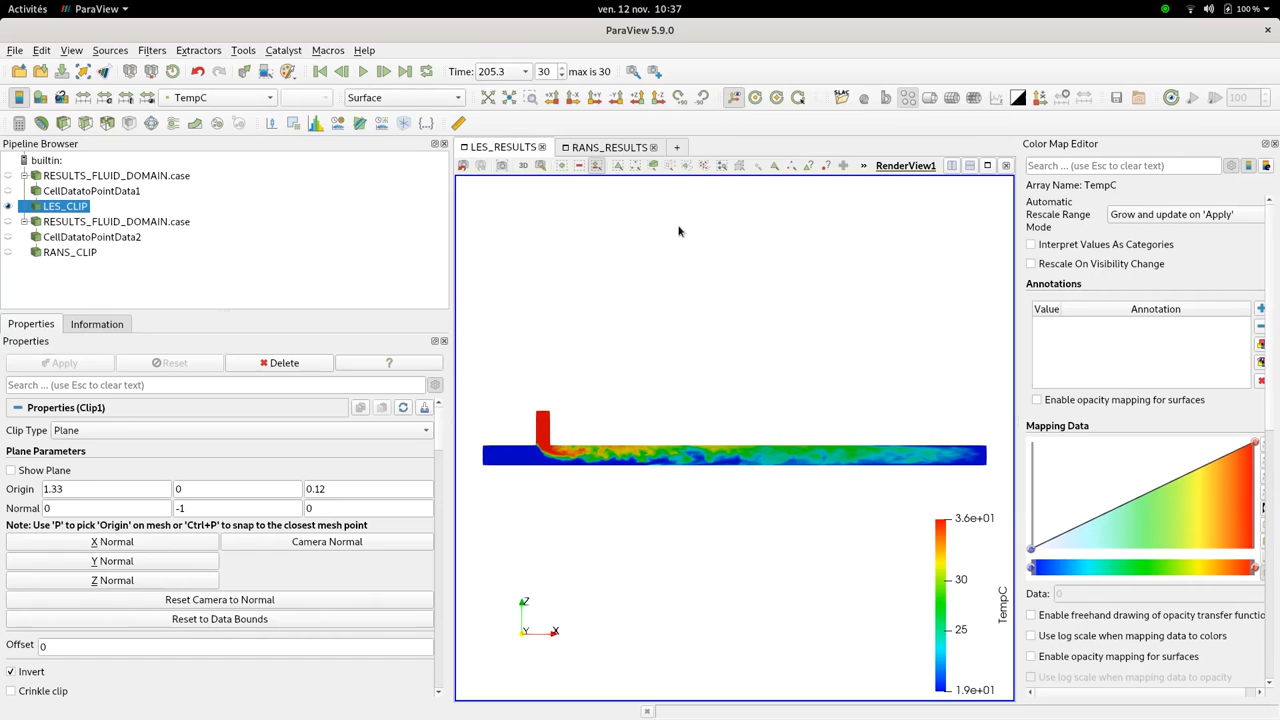 Activités
ParaView
ven. 12 nov. 10:37
100 %
ParaView 5.9.0
File Edit View Sources Filters Extractors Tools Catalyst Macros Help
Time: 205.3 30 max is 30
TempC Surface 100
Pipeline Browser
builtin:
RESULTS_FLUID_DOMAIN.case
CellDatatoPointData1
LES_CLIP
RESULTS_FLUID_DOMAIN.case
CellDatatoPointData2
RANS_CLIP
Properties Information
Properties
Apply Reset Delete ?
Search ... (use Esc to clear text)
Properties (Clip1)
Clip Type Plane
Plane Parameters
Show Plane
Origin 1.33 0 0.12
Normal 0 -1 0
Note: Use 'P' to pick 'Origin' on mesh or 'Ctrl+P' to snap to the closest mesh point
X Normal Camera Normal
Y Normal
Z Normal
Reset Camera to Normal
Reset to Data Bounds
Offset 0
Invert
Crinkle clip
LES_RESULTS RANS_RESULTS +
3D RenderView1
3.6e+01
30
25
1.9e+01
TempC
Z
Y X
Color Map Editor
Search ... (use Esc to clear text)
Array Name: TempC
Automatic
Rescale Range
Mode
Grow and update on 'Apply'
Interpret Values As Categories
Rescale On Visibility Change
Annotations
Value Annotation
Enable opacity mapping for surfaces
Mapping Data
Data: 0
Enable freehand drawing of opacity transfer functio
Use log scale when mapping data to colors
Enable opacity mapping for surfaces
Use log scale when mapping data to opacity